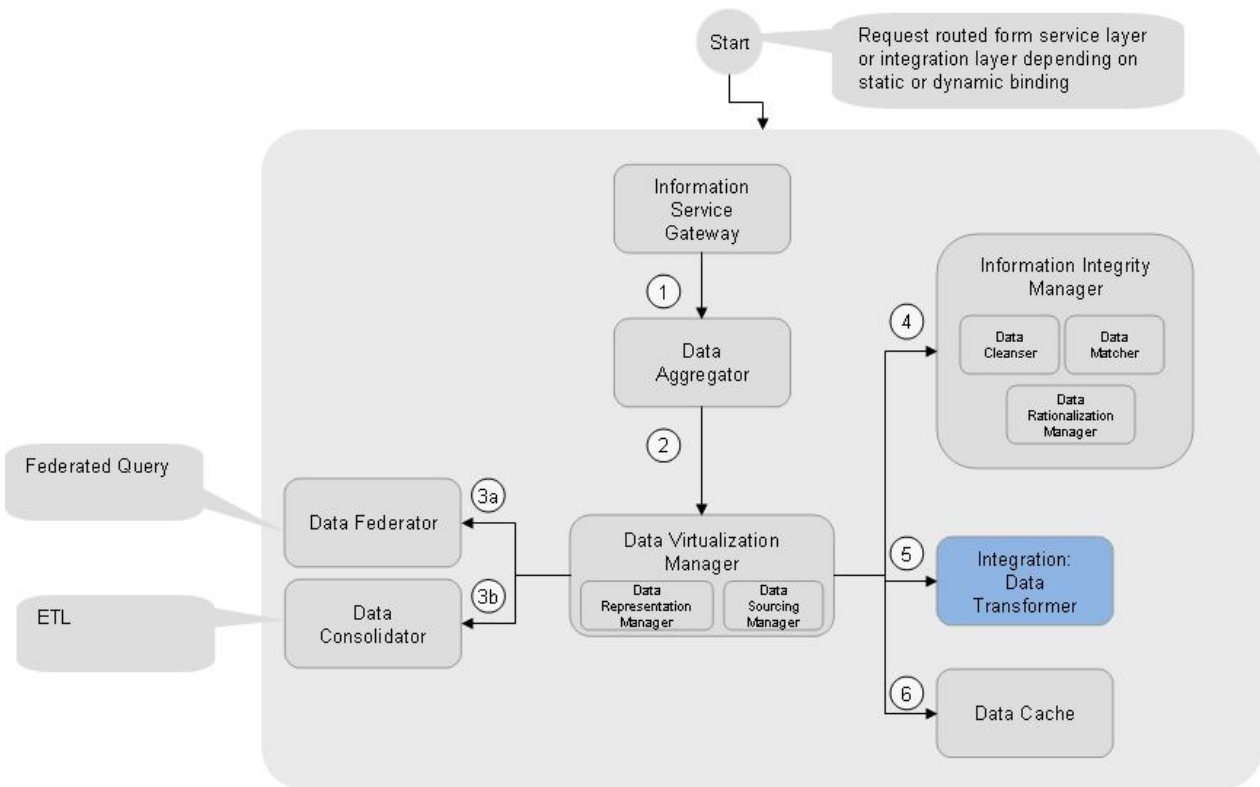 Start
Request routed form service layer
or integration layer depending on
static or dynamic binding
Information
Service
Gateway
1
Data
Aggregator
2
Data Virtualization
Manager
Data
Representation
Manager
Data
Sourcing
Manager
3a
Data Federator
Federated Query
3b
Data
Consolidator
ETL
4
Information Integrity
Manager
Data
Cleanser
Data
Matcher
Data
Rationalization
Manager
5
Integration:
Data
Transformer
6
Data Cache